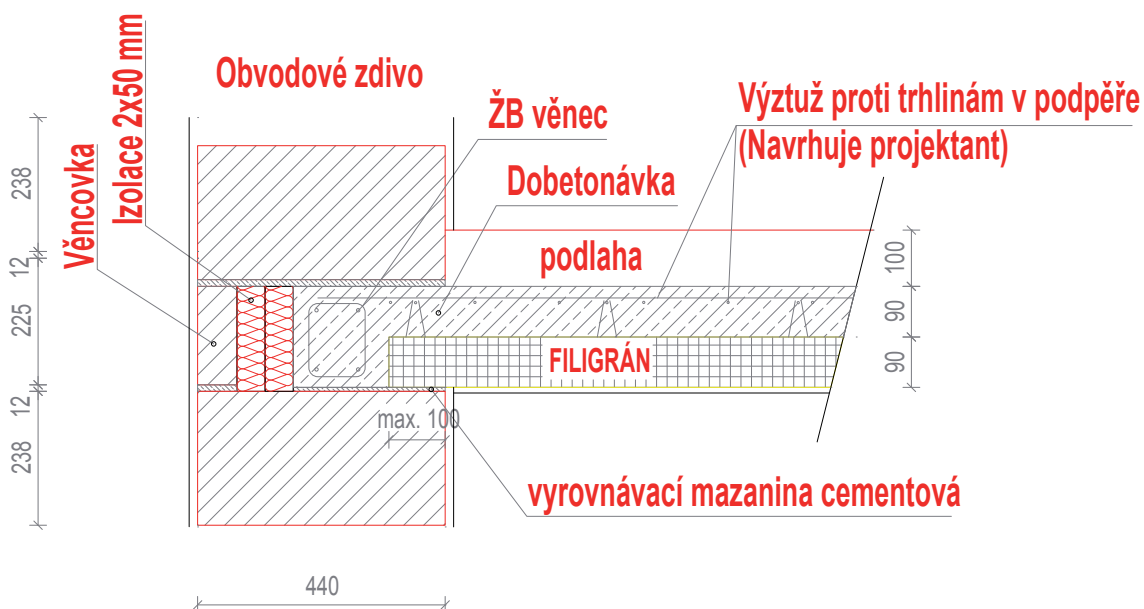 Obvodové zdivo
Věncovka
Izolace 2x50 mm
ŽB věnec
Výztuž proti trhlinám v podpěře
(Navrhuje projektant)
Dobetonávka
podlaha
FILIGRÁN
max. 100
vyrovnávací mazanina cementová
238
12
225
12
238
100
90
90
440